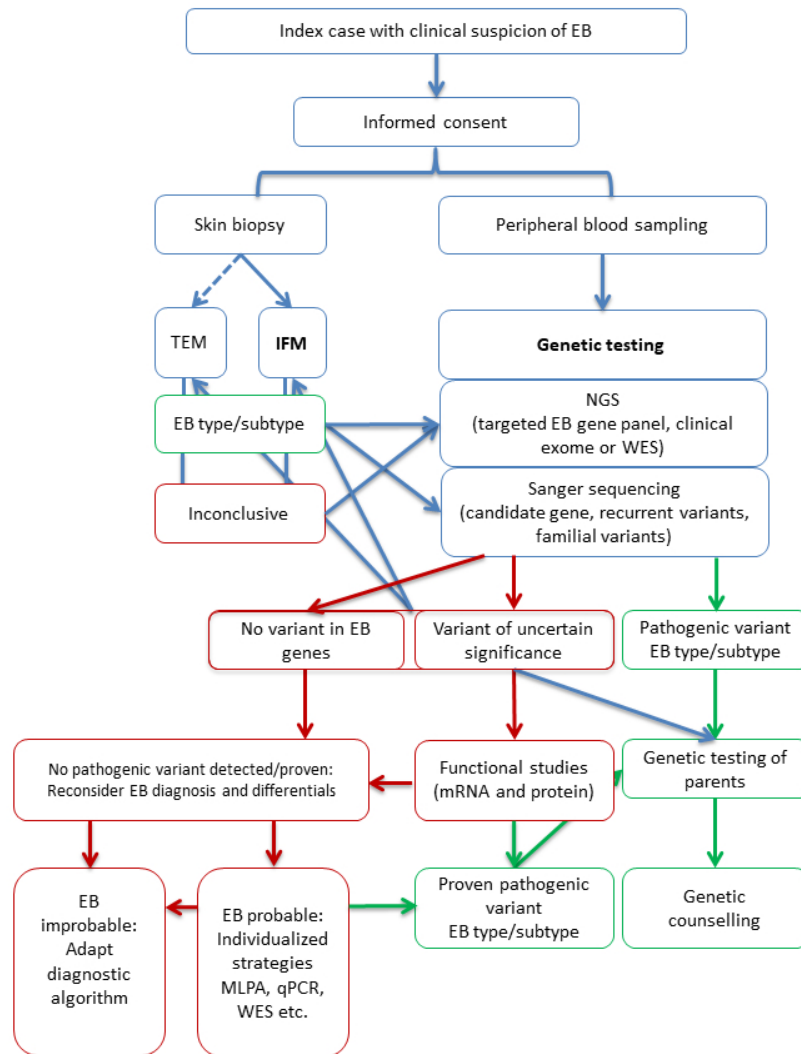 Index case with clinical suspicion of EB
Informed consent
Skin biopsy
Peripheral blood sampling
TEM
IFM
Genetic testing
EB type/subtype
NGS
(targeted EB gene panel, clinical
exome or WES)
Inconclusive
Sanger sequencing
(candidate gene, recurrent variants,
familial variants)
No variant in EB
genes
Variant of uncertain
significance
Pathogenic variant
EB type/subtype
No pathogenic variant detected/proven:
Reconsider EB diagnosis and differentials
Functional studies
(mRNA and protein)
Genetic testing of
parents
EB
improbable:
Adapt
diagnostic
algorithm
EB probable:
Individualized
strategies
MLPA, qPCR,
WES etc.
Proven pathogenic
variant
EB type/subtype
Genetic
counselling